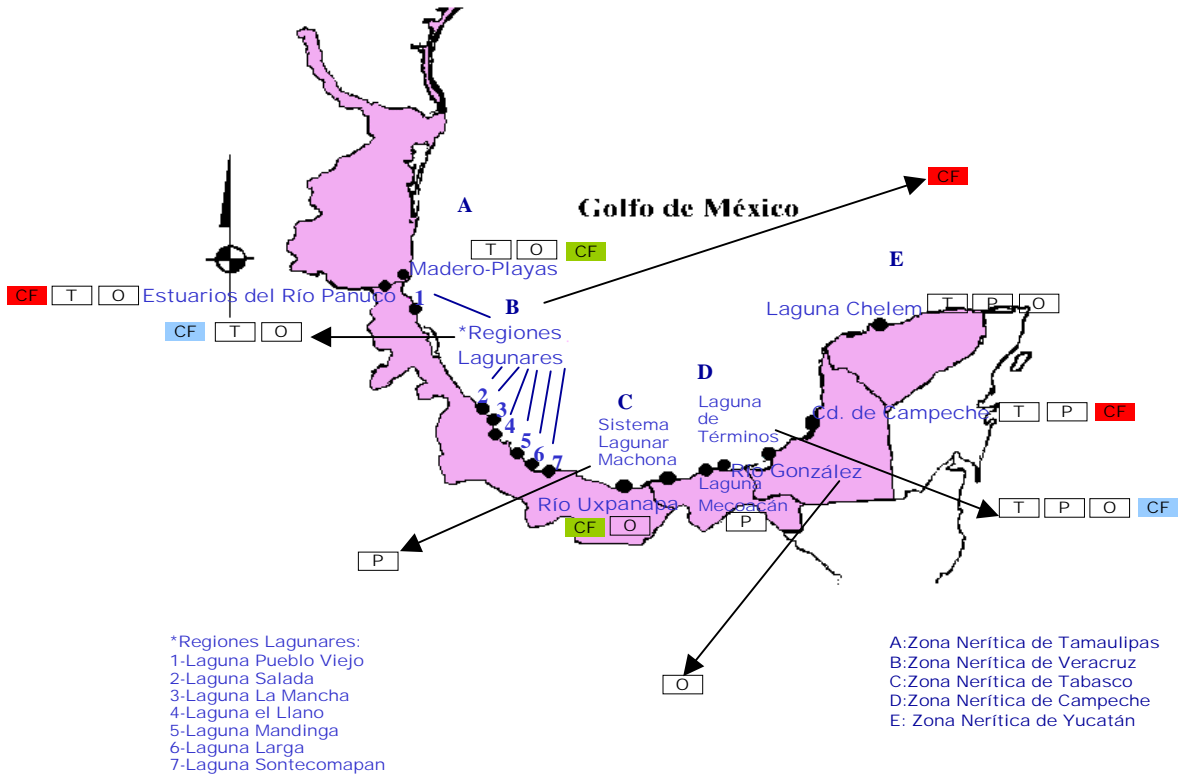 CF
A
Golfo de México
T O CF
E
Madero-Playas
CF T O Estuarios del Río Panuco
1
B
Laguna Chelem T P O
CF T O
*Regiones
Lagunares
D
2
C
Laguna
de
Términos
3
Cd. de Campeche T P CF
4
Sistema
Lagunar
Machona
5
6
7
Río González
Río Uxpanapa
Laguna
Mecoacán
T P O CF
CF O
P
P
O
*Regiones Lagunares:
1-Laguna Pueblo Viejo
2-Laguna Salada
3-Laguna La Mancha
4-Laguna el Llano
5-Laguna Mandinga
6-Laguna Larga
7-Laguna Sontecomapan
A:Zona Nerítica de Tamaulipas
B:Zona Nerítica de Veracruz
C:Zona Nerítica de Tabasco
D:Zona Nerítica de Campeche
E: Zona Nerítica de Yucatán